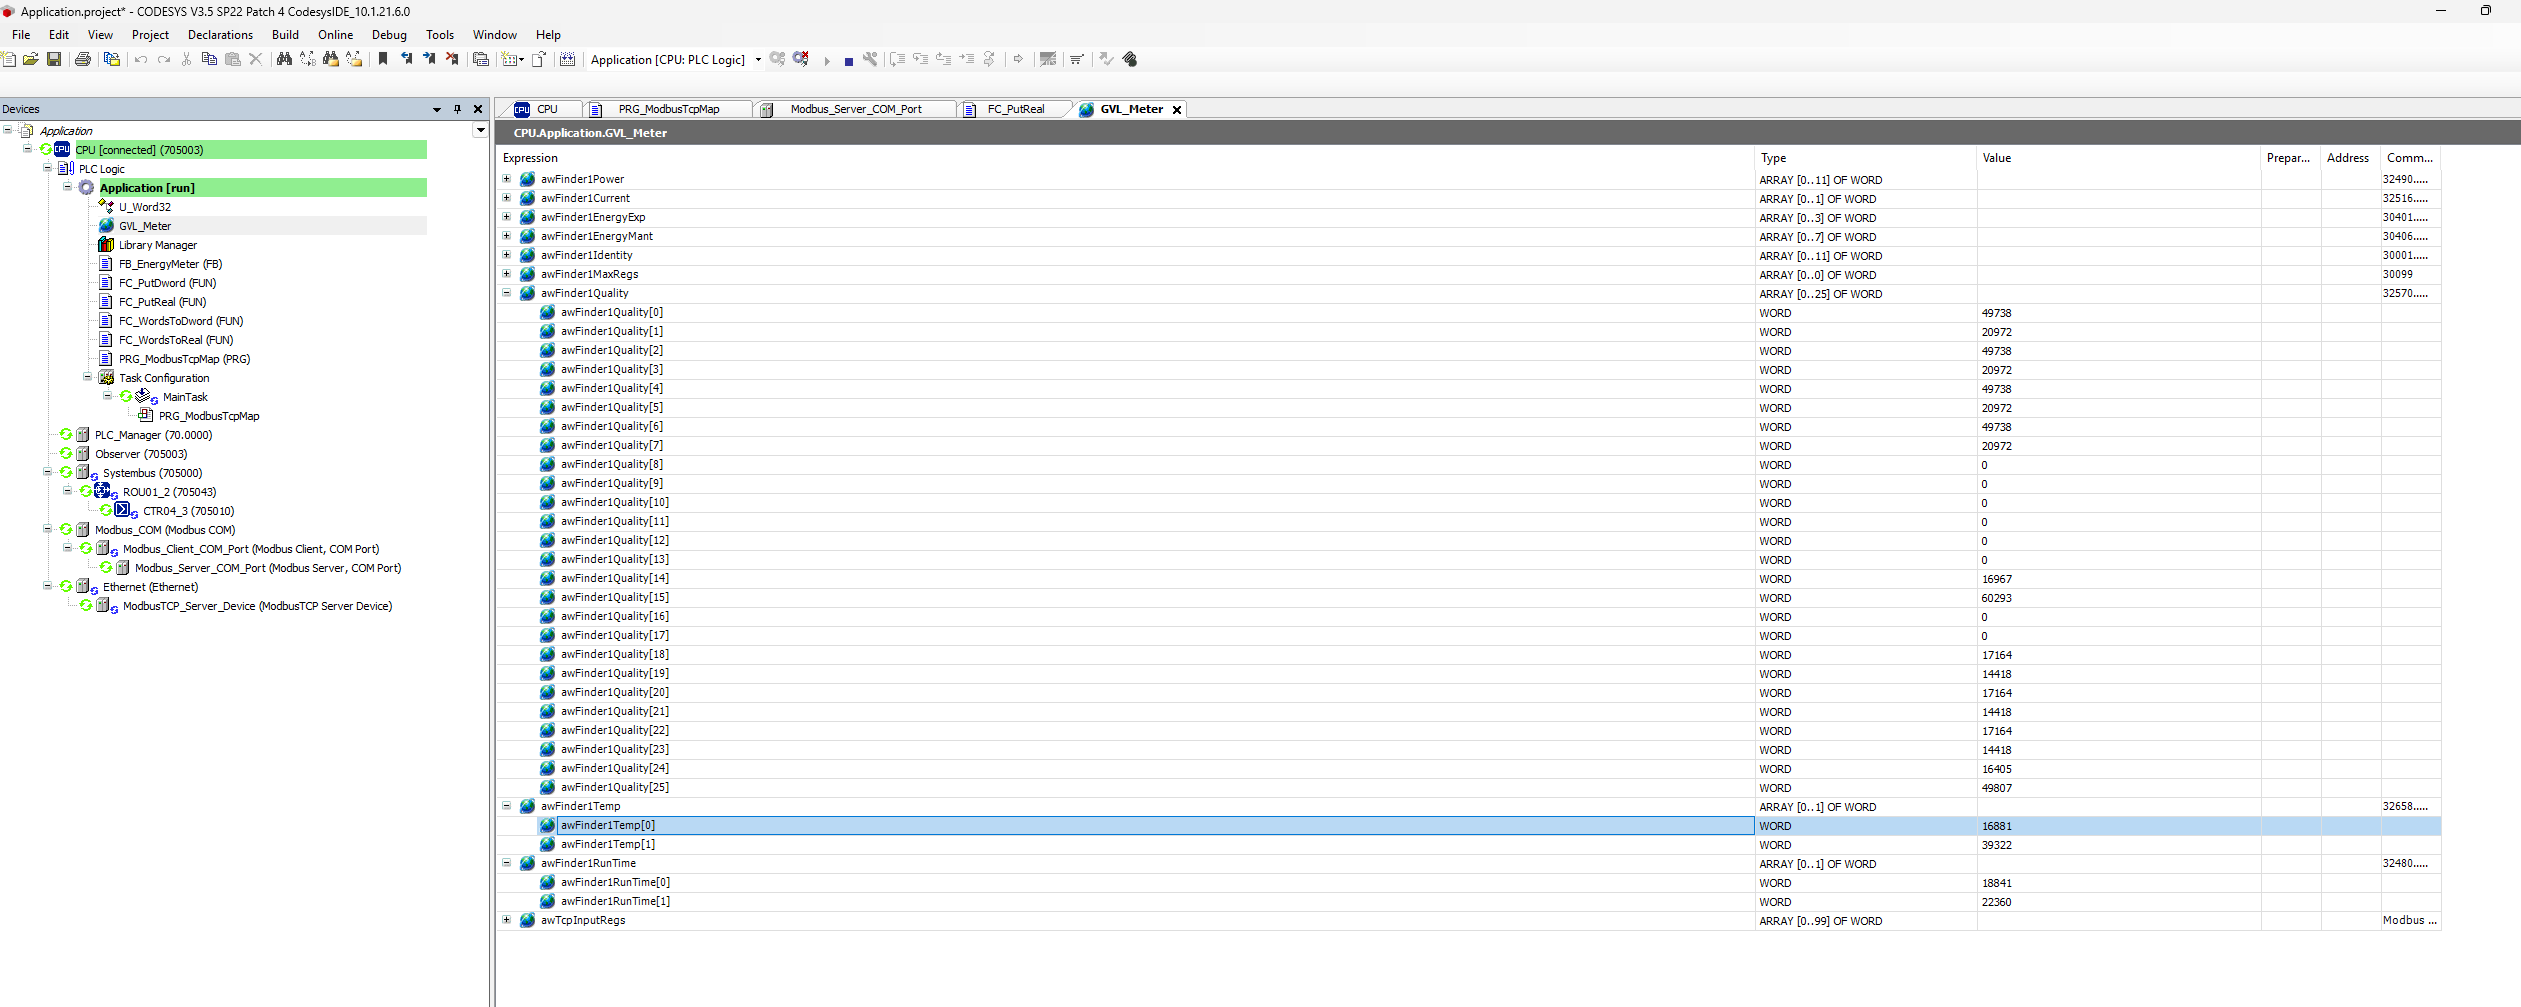 Application.project* - CODESYS V3.5 SP22 Patch 4 CodesysIDE_10.1.21.6.0
File Edit View Project Declarations Build Online Debug Tools Window Help
Application [CPU: PLC Logic]
Devices
Application
CPU [connected] (705003)
PLC Logic
Application [run]
U_Word32
GVL_Meter
Library Manager
FB_EnergyMeter (FB)
FC_PutDword (FUN)
FC_PutReal (FUN)
FC_WordsToDword (FUN)
FC_WordsToReal (FUN)
PRG_ModbusTcpMap (PRG)
Task Configuration
MainTask
PRG_ModbusTcpMap
PLC_Manager (70.0000)
Observer (705003)
Systembus (705000)
ROU01_2 (705043)
CTR04_3 (705010)
Modbus_COM (Modbus COM)
Modbus_Client_COM_Port (Modbus Client, COM Port)
Modbus_Server_COM_Port (Modbus Server, COM Port)
Ethernet (Ethernet)
ModbusTCP_Server_Device (ModbusTCP Server Device)
CPU PRG_ModbusTcpMap Modbus_Server_COM_Port FC_PutReal GVL_Meter
CPU.Application.GVL_Meter
Expression Type Value Prepar... Address Comm...
awFinder1Power ARRAY [0..11] OF WORD 32490.....
awFinder1Current ARRAY [0..1] OF WORD 32516.....
awFinder1EnergyExp ARRAY [0..3] OF WORD 30401.....
awFinder1EnergyMant ARRAY [0..7] OF WORD 30406.....
awFinder1Identity ARRAY [0..11] OF WORD 30001.....
awFinder1MaxRegs ARRAY [0..0] OF WORD 30099
awFinder1Quality ARRAY [0..25] OF WORD 32570.....
awFinder1Quality[0] WORD 49738
awFinder1Quality[1] WORD 20972
awFinder1Quality[2] WORD 49738
awFinder1Quality[3] WORD 20972
awFinder1Quality[4] WORD 49738
awFinder1Quality[5] WORD 20972
awFinder1Quality[6] WORD 49738
awFinder1Quality[7] WORD 20972
awFinder1Quality[8] WORD 0
awFinder1Quality[9] WORD 0
awFinder1Quality[10] WORD 0
awFinder1Quality[11] WORD 0
awFinder1Quality[12] WORD 0
awFinder1Quality[13] WORD 0
awFinder1Quality[14] WORD 16967
awFinder1Quality[15] WORD 60293
awFinder1Quality[16] WORD 0
awFinder1Quality[17] WORD 0
awFinder1Quality[18] WORD 17164
awFinder1Quality[19] WORD 14418
awFinder1Quality[20] WORD 17164
awFinder1Quality[21] WORD 14418
awFinder1Quality[22] WORD 17164
awFinder1Quality[23] WORD 14418
awFinder1Quality[24] WORD 16405
awFinder1Quality[25] WORD 49807
awFinder1Temp ARRAY [0..1] OF WORD 32658.....
awFinder1Temp[0] WORD 16881
awFinder1Temp[1] WORD 39322
awFinder1RunTime ARRAY [0..1] OF WORD 32480.....
awFinder1RunTime[0] WORD 18841
awFinder1RunTime[1] WORD 22360
awTcpInputRegs ARRAY [0..99] OF WORD Modbus ...